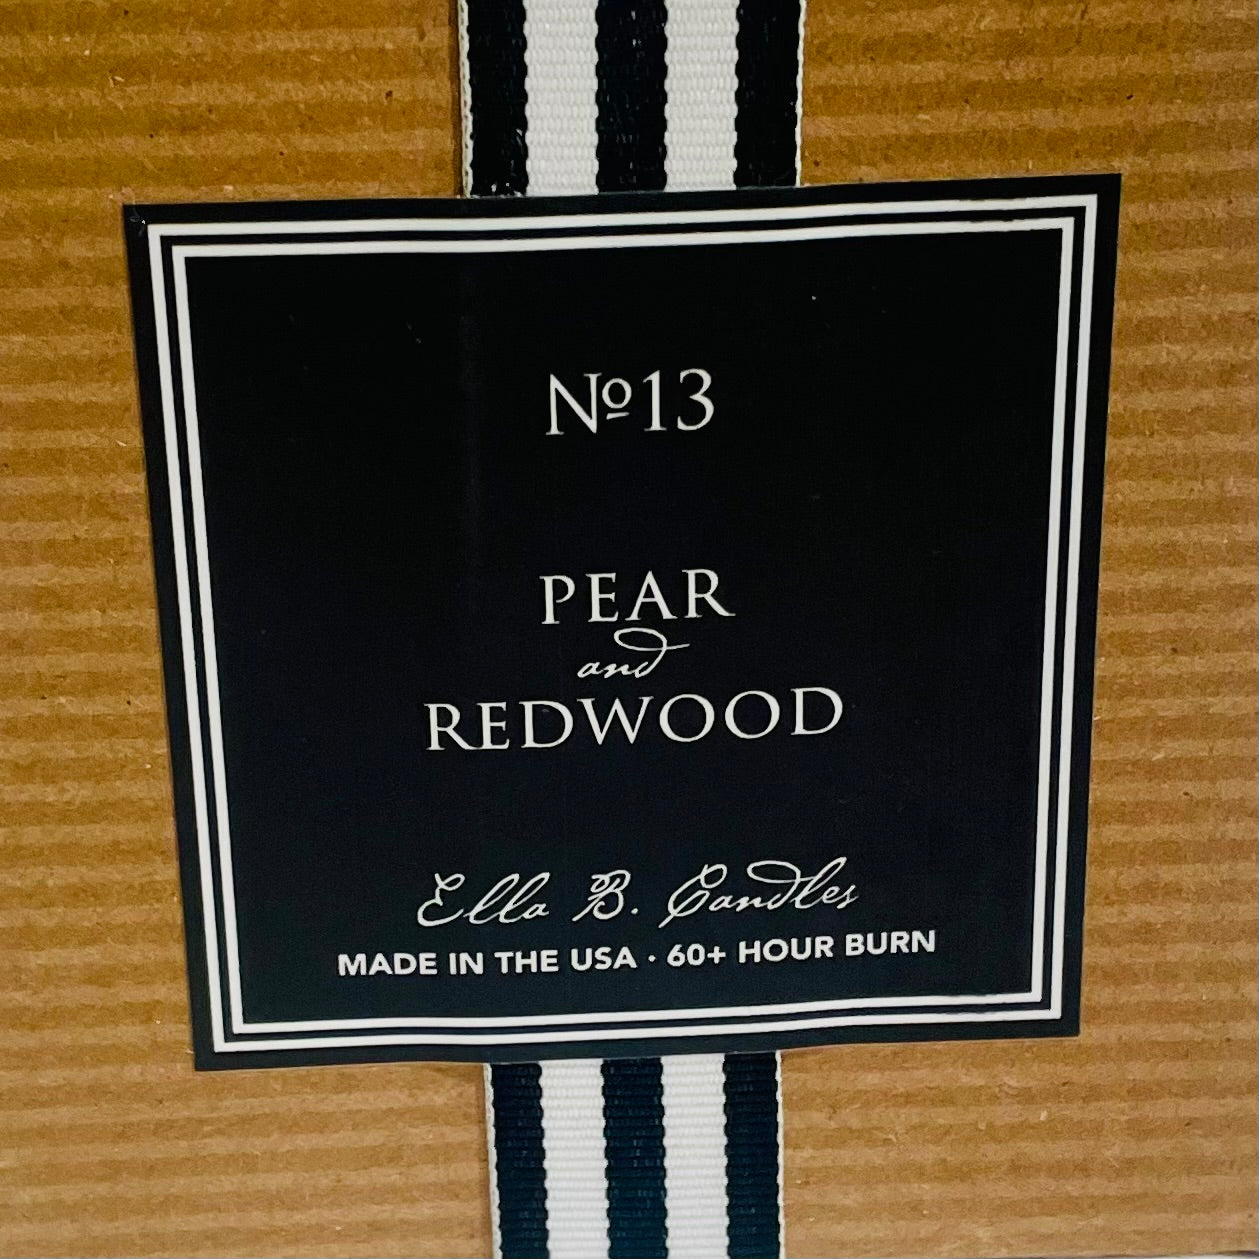 Nº13
PEAR
and
REDWOOD
Ella B. Candles
MADE IN THE USA · 60+ HOUR BURN